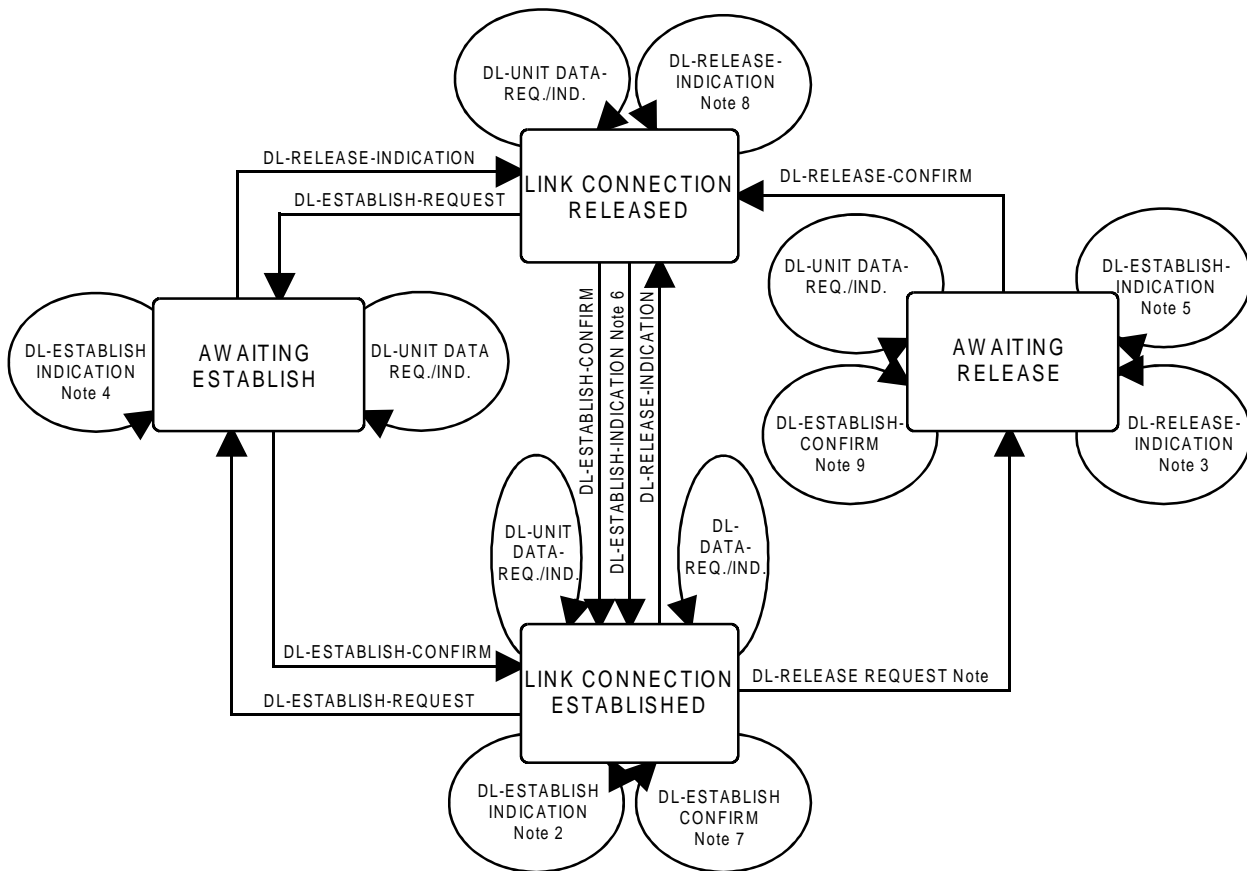 DL-UNIT DATA-
REQ./IND.
DL-RELEASE-
INDICATION
Note 8
DL-RELEASE-INDICATION
DL-ESTABLISH-REQUEST
LINK CONNECTION
RELEASED
DL-RELEASE-CONFIRM
DL-ESTABLISH
INDICATION
Note 4
AWAITING
ESTABLISH
DL-UNIT DATA
REQ./IND.
DL-ESTABLISH-CONFIRM
DL-ESTABLISH-INDICATION Note 6
DL-RELEASE-INDICATION
DL-UNIT DATA-
REQ./IND.
DL-ESTABLISH-
INDICATION
Note 5
AWAITING
RELEASE
DL-ESTABLISH-
CONFIRM
Note 9
DL-RELEASE-
INDICATION
Note 3
DL-UNIT
DATA-
REQ./IND.
DL-
DATA-
REQ./IND.
DL-ESTABLISH-CONFIRM
DL-ESTABLISH-REQUEST
LINK CONNECTION
ESTABLISHED
DL-RELEASE REQUEST Note
DL-ESTABLISH
INDICATION
Note 2
DL-ESTABLISH
CONFIRM
Note 7